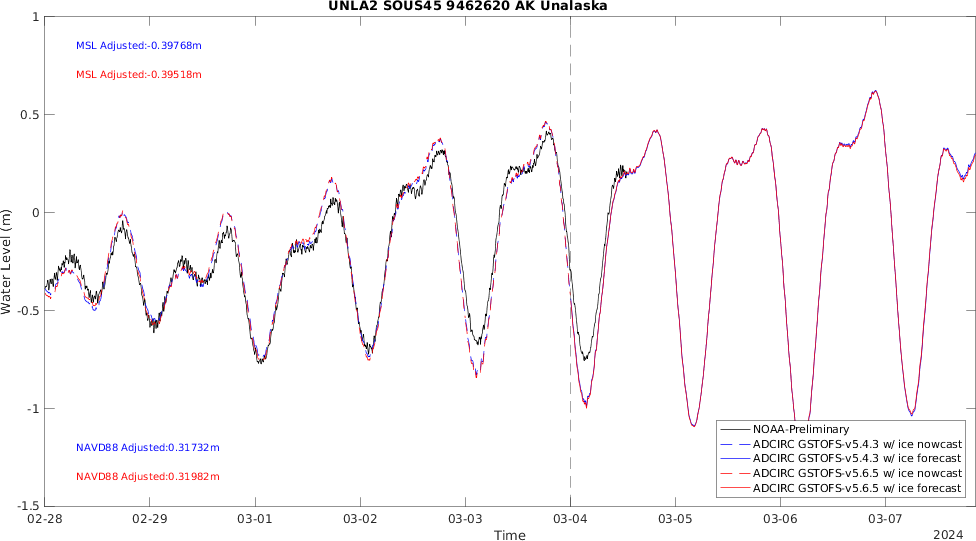 UNLA2 SOUS45 9462620 AK Unalaska
1
MSL Adjusted:-0.39768m
MSL Adjusted:-0.39518m
0.5
0
Water Level (m)
-0.5
-1
NAVD88 Adjusted:0.31732m
NAVD88 Adjusted:0.31982m
NOAA-Preliminary
ADCIRC GSTOFS-v5.4.3 w/ ice nowcast
ADCIRC GSTOFS-v5.4.3 w/ ice forecast
ADCIRC GSTOFS-v5.6.5 w/ ice nowcast
ADCIRC GSTOFS-v5.6.5 w/ ice forecast
-1.5
02-28 02-29 03-01 03-02 03-03 03-04 03-05 03-06 03-07
Time
2024